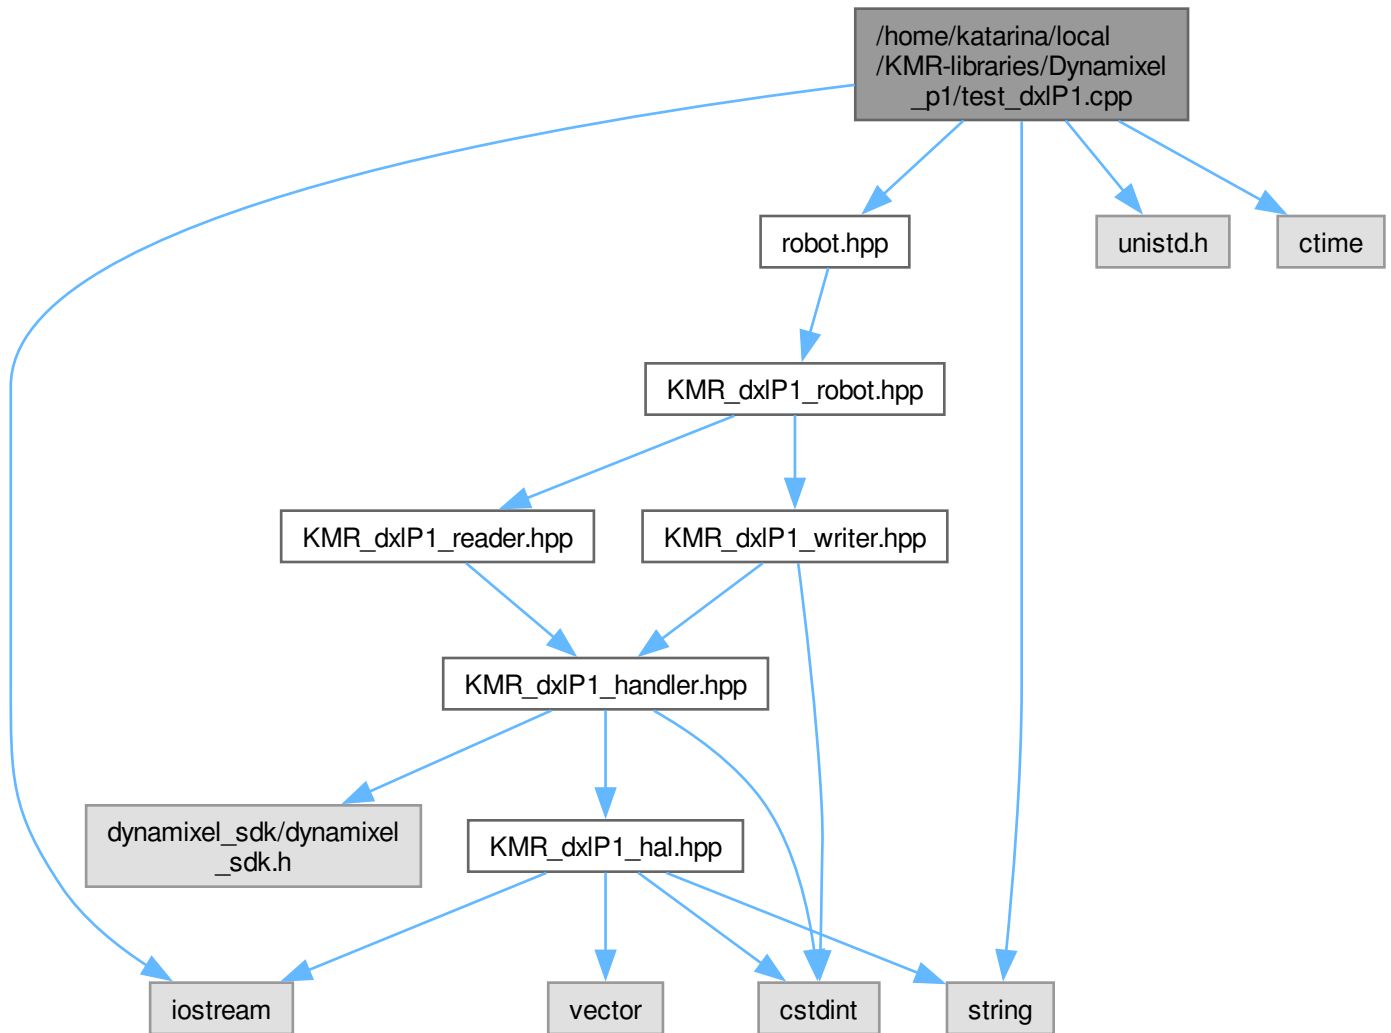 /home/katarina/local
/KMR-libraries/Dynamixel
_p1/test_dxlP1.cpp
robot.hpp
unistd.h
ctime
KMR_dxlP1_robot.hpp
KMR_dxlP1_reader.hpp
KMR_dxlP1_writer.hpp
KMR_dxlP1_handler.hpp
dynamixel_sdk/dynamixel
_sdk.h
KMR_dxlP1_hal.hpp
iostream
vector
cstdint
string